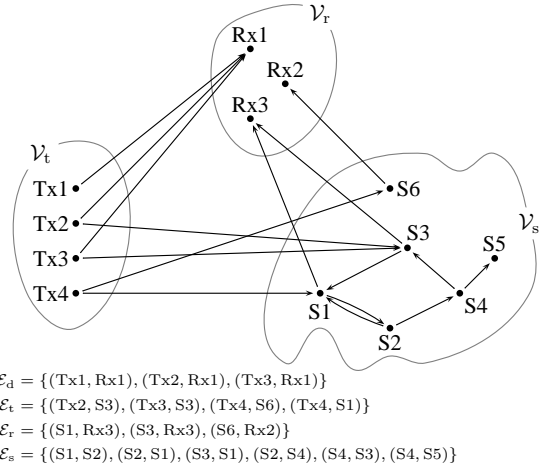 𝒱r
Rx1
Rx2
Rx3
𝒱t
Tx1
Tx2
Tx3
Tx4
S6
𝒱s
S3
S5
S1
S4
S2
ℰd = {(Tx1, Rx1), (Tx2, Rx1), (Tx3, Rx1)}
ℰt = {(Tx2, S3), (Tx3, S3), (Tx4, S6), (Tx4, S1)}
ℰr = {(S1, Rx3), (S3, Rx3), (S6, Rx2)}
ℰs = {(S1, S2), (S2, S1), (S3, S1), (S2, S4), (S4, S3), (S4, S5)}